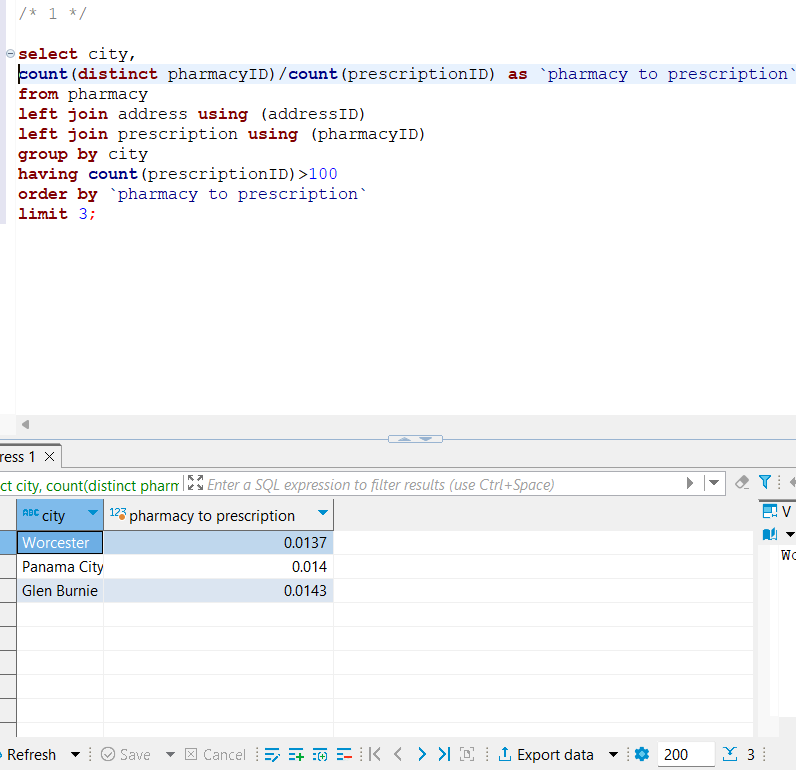 /* 1 */
select city,
count(distinct pharmacyID)/count(prescriptionID) as `pharmacy to prescription`
from pharmacy
left join address using (addressID)
left join prescription using (pharmacyID)
group by city
having count(prescriptionID)>100
order by `pharmacy to prescription`
limit 3;
ress 1
ct city, count(distinct pharm Enter a SQL expression to filter results (use Ctrl+Space)
ABC city 123 pharmacy to prescription V
Worcester 0.0137 Wo
Panama City 0.014
Glen Burnie 0.0143
Refresh Save Cancel Export data 200 3